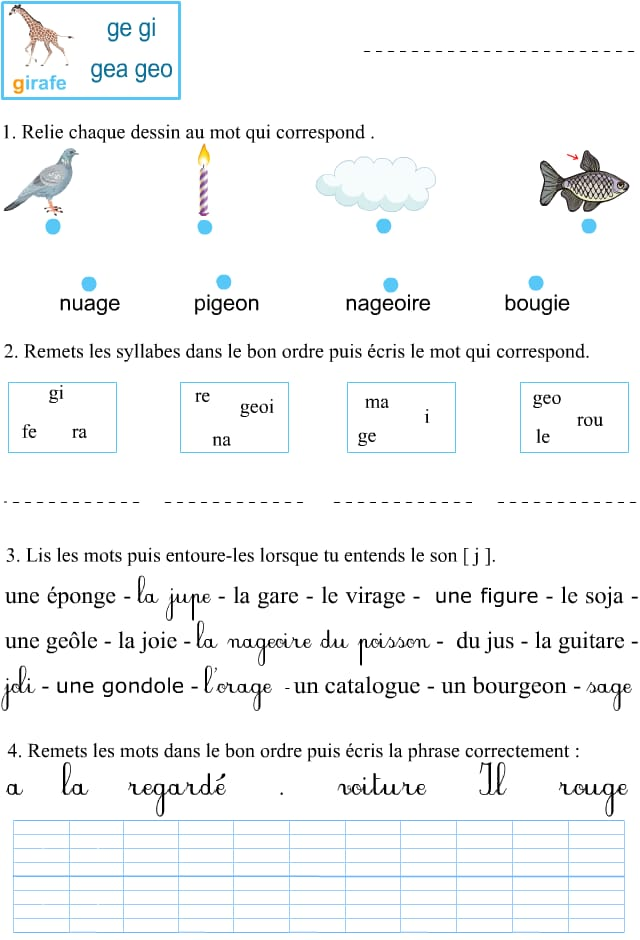 ge gi
gea geo
girafe
1. Relie chaque dessin au mot qui correspond .
nuage pigeon nageoire bougie
2. Remets les syllabes dans le bon ordre puis écris le mot qui correspond.
gi fe ra
re geoi na
ma i ge
geo rou le
3. Lis les mots puis entoure-les lorsque tu entends le son [ j ].
une éponge - la jupe - la gare - le virage - une figure - le soja -
une geôle - la joie - la nageoire du poisson - du jus - la guitare -
joli - une gondole - l'orage - un catalogue - un bourgeon - sage
4. Remets les mots dans le bon ordre puis écris la phrase correctement :
a la regardé . voiture Il rouge